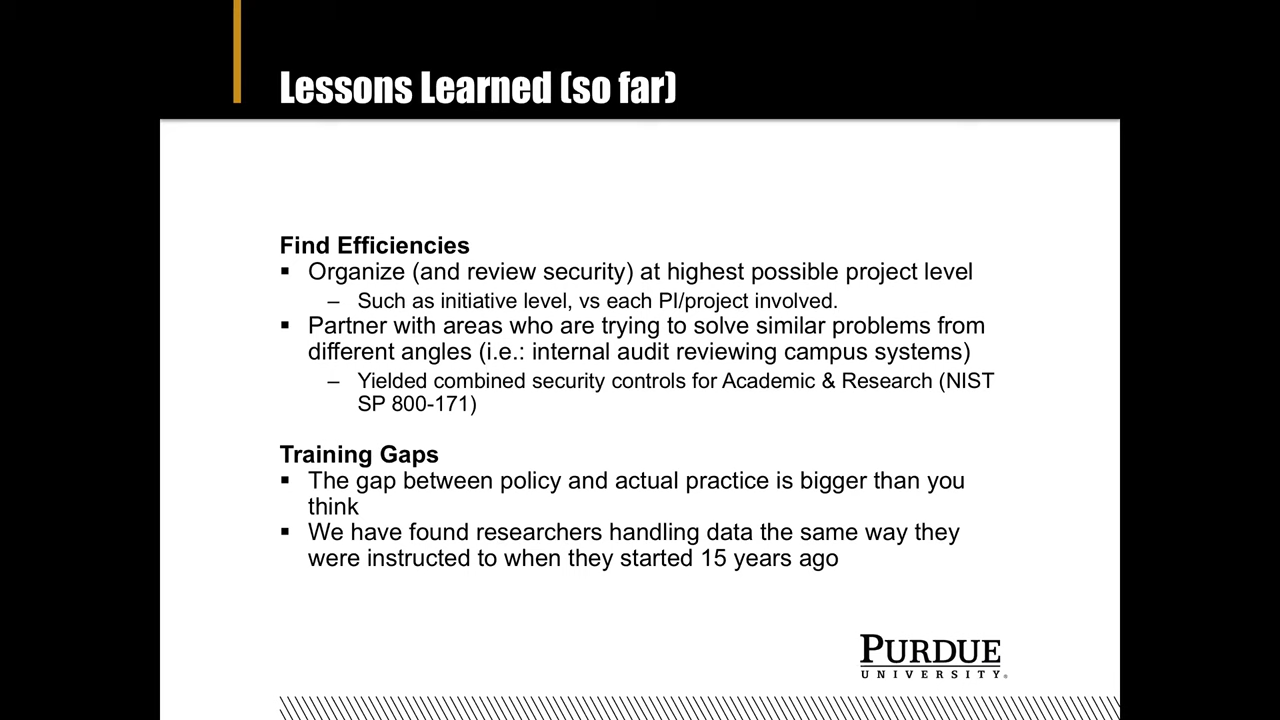 Lessons Learned (so far)
Find Efficiencies
▪ Organize (and review security) at highest possible project level
– Such as initiative level, vs each PI/project involved.
▪ Partner with areas who are trying to solve similar problems from
different angles (i.e.: internal audit reviewing campus systems)
– Yielded combined security controls for Academic & Research (NIST
SP 800-171)
Training Gaps
▪ The gap between policy and actual practice is bigger than you
think
▪ We have found researchers handling data the same way they
were instructed to when they started 15 years ago
PURDUE
UNIVERSITY®